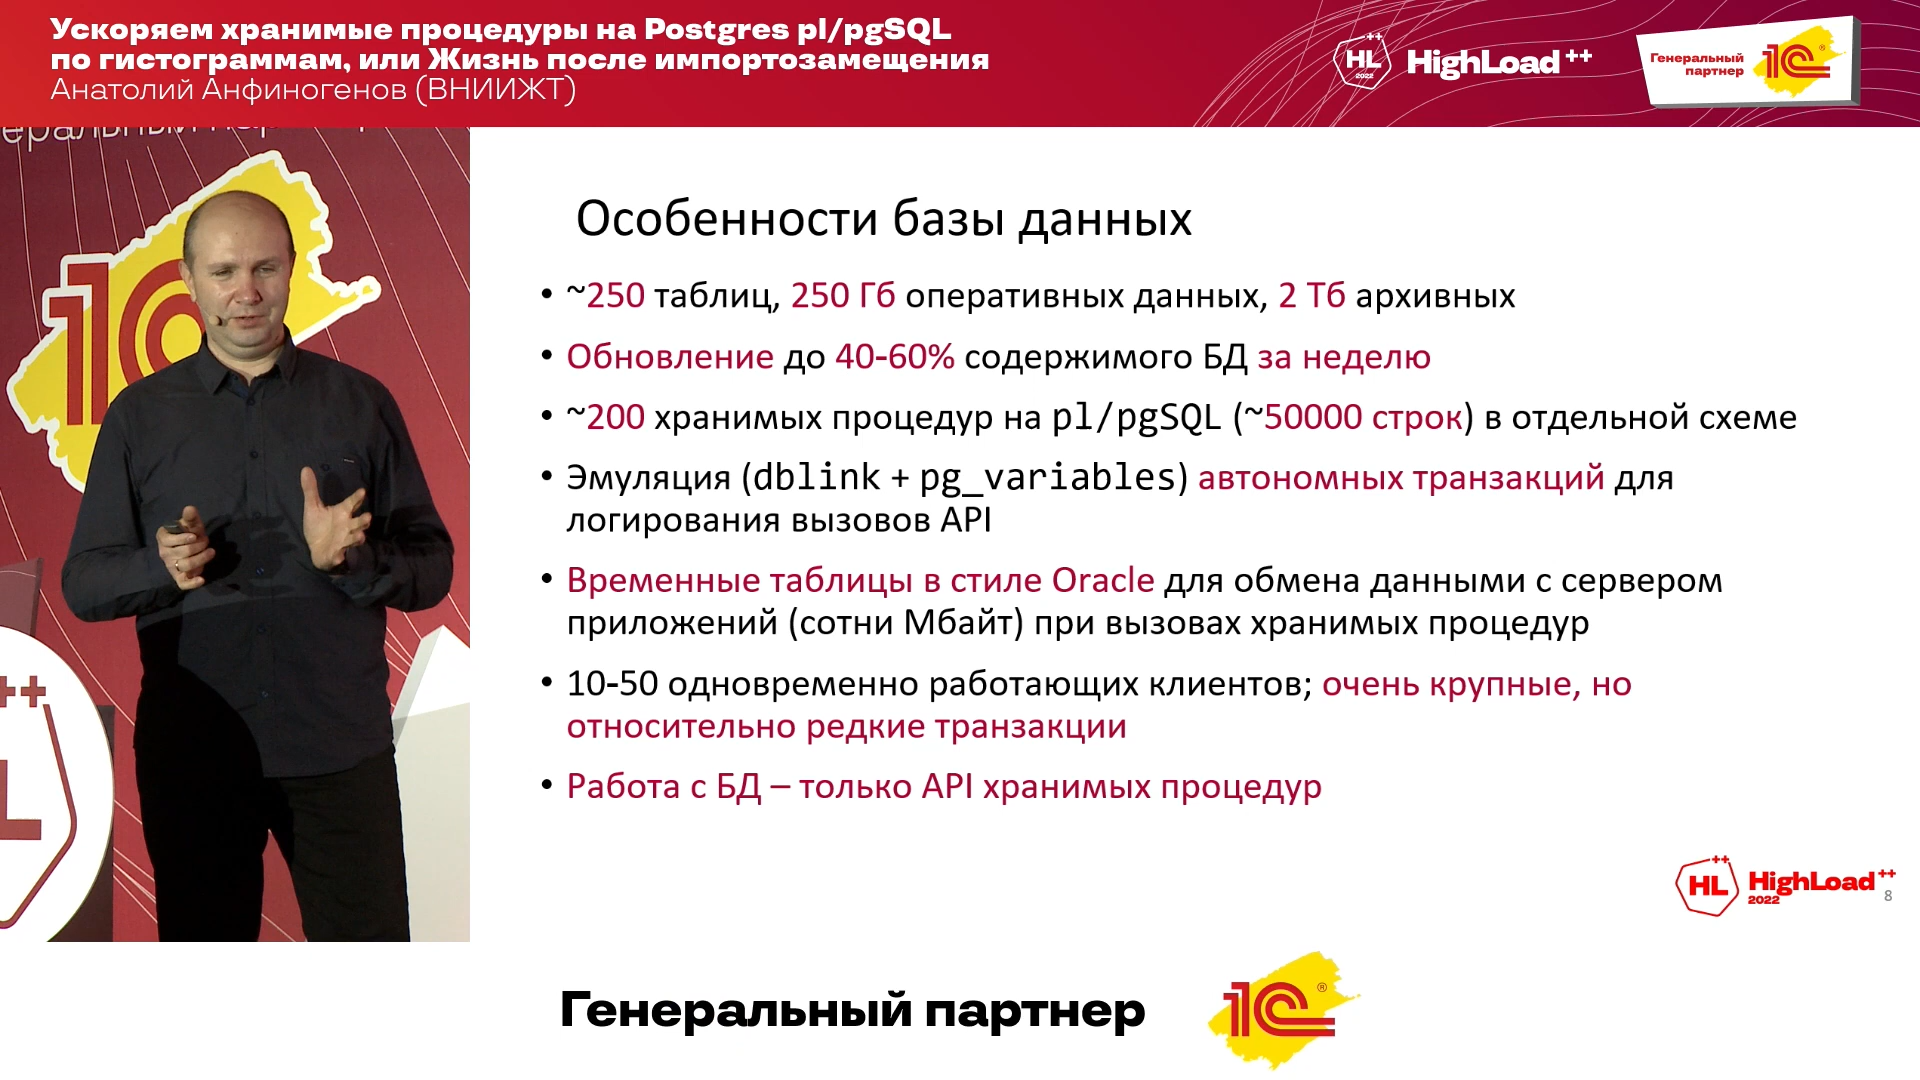 Ускоряем хранимые процедуры на Postgres pl/pgSQL
по гистограммам, или Жизнь после импортозамещения
Анатолий Анфиногенов (ВНИИЖТ)
++
HL
2022
HighLoad++
Генеральный
партнер
1С®
1С
++
L
Особенности базы данных
• ~250 таблиц, 250 Гб оперативных данных, 2 Тб архивных
• Обновление до 40-60% содержимого БД за неделю
• ~200 хранимых процедур на pl/pgSQL (~50000 строк) в отдельной схеме
• Эмуляция (dblink + pg_variables) автономных транзакций для
логирования вызовов API
• Временные таблицы в стиле Oracle для обмена данными с сервером
приложений (сотни Мбайт) при вызовах хранимых процедур
• 10-50 одновременно работающих клиентов; очень крупные, но
относительно редкие транзакции
• Работа с БД – только API хранимых процедур
++
HL
HighLoad++
2022
8
Генеральный партнер
1С®